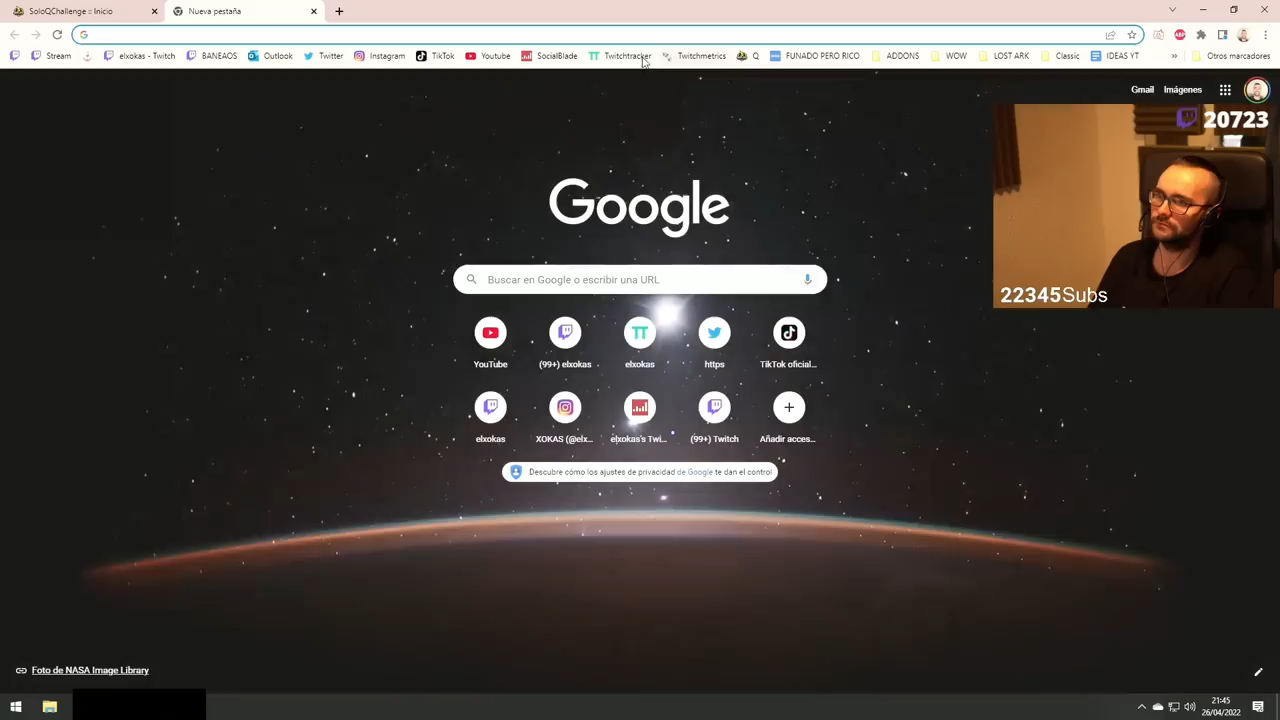 SoloQChallenge :: Inicio
Nueva pestaña
Stream
elxokas - Twitch
BANEAOS
Outlook
Twitter
Instagram
TikTok
Youtube
SocialBlade
Twitchtracker
Twitchmetrics
Q
FUNADO PERO RICO
ADDONS
WOW
LOST ARK
Classic
IDEAS YT
»
Otros marcadores
Gmail
Imágenes
20723
Google
Buscar en Google o escribir una URL
22345Subs
YouTube
(99+) elxokas
elxokas
https
TikTok oficial...
elxokas
XOKAS (@elx...
elxokas's Twi...
(99+) Twitch
Añadir acces...
Descubre cómo los ajustes de privacidad de Google te dan el control
Foto de NASA Image Library
21:45
26/04/2022